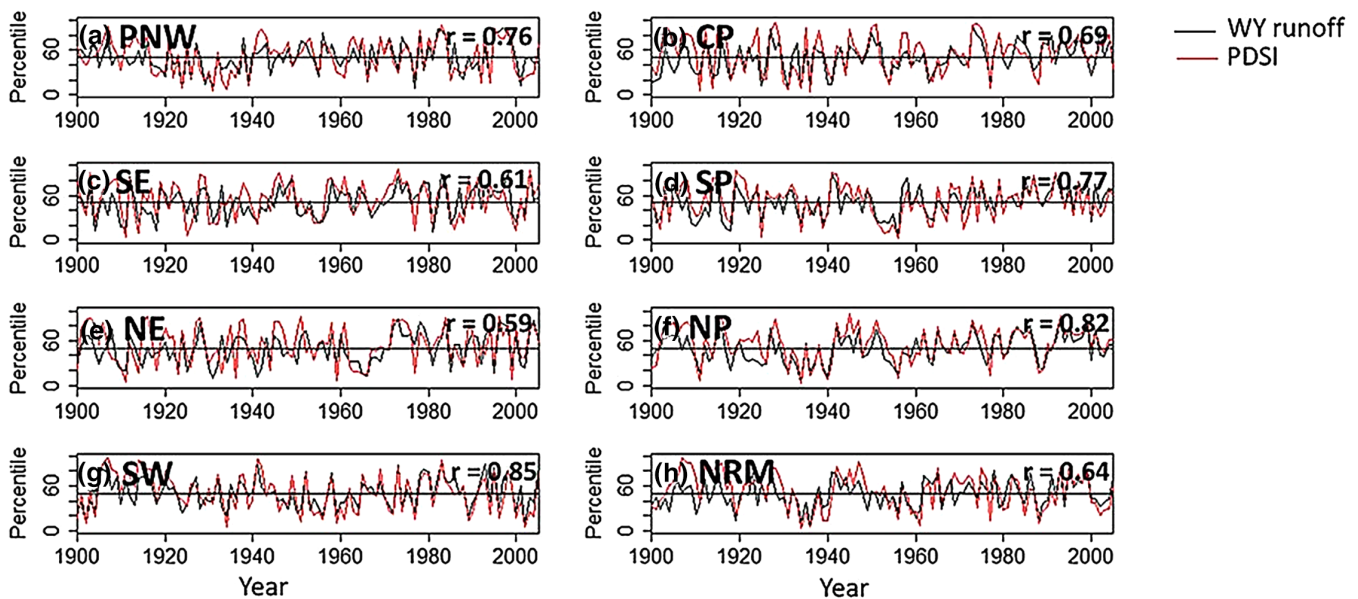 (a) PNW r = 0.76
Percentile
60
0
1900 1920 1940 1960 1980 2000
(b) CP r = 0.69
Percentile
60
0
1900 1920 1940 1960 1980 2000
WY runoff
PDSI
(c) SE r = 0.61
Percentile
60
0
1900 1920 1940 1960 1980 2000
(d) SP r = 0.77
Percentile
60
0
1900 1920 1940 1960 1980 2000
(e) NE r = 0.59
Percentile
60
0
1900 1920 1940 1960 1980 2000
(f) NP r = 0.82
Percentile
60
0
1900 1920 1940 1960 1980 2000
(g) SW r = 0.85
Percentile
60
0
1900 1920 1940 1960 1980 2000
Year
(h) NRM r = 0.64
Percentile
60
0
1900 1920 1940 1960 1980 2000
Year